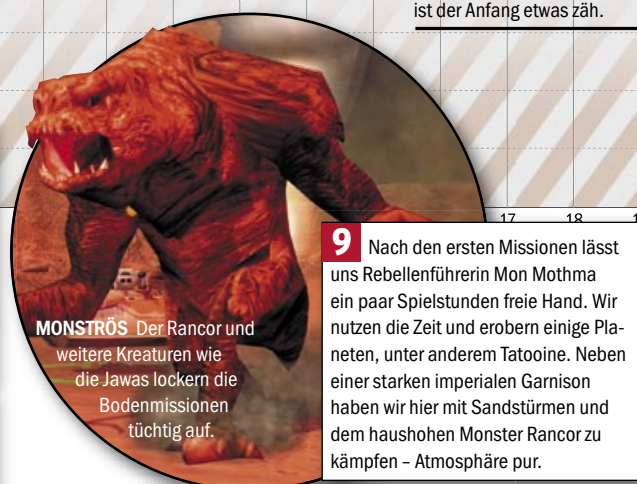 ist der Anfang etwas zäh.
17 18 1
9 Nach den ersten Missionen lässt
uns Rebellenführerin Mon Mothma
ein paar Spielstunden freie Hand. Wir
nutzen die Zeit und erobern einige Pla-
neten, unter anderem Tatooine. Neben
einer starken imperialen Garnison
haben wir hier mit Sandstürmen und
dem haushohen Monster Rancor zu
kämpfen – Atmosphäre pur.
MONSTRÖS Der Rancor und
weitere Kreaturen wie
die Jawas lockern die
Bodenmissionen
tüchtig auf.